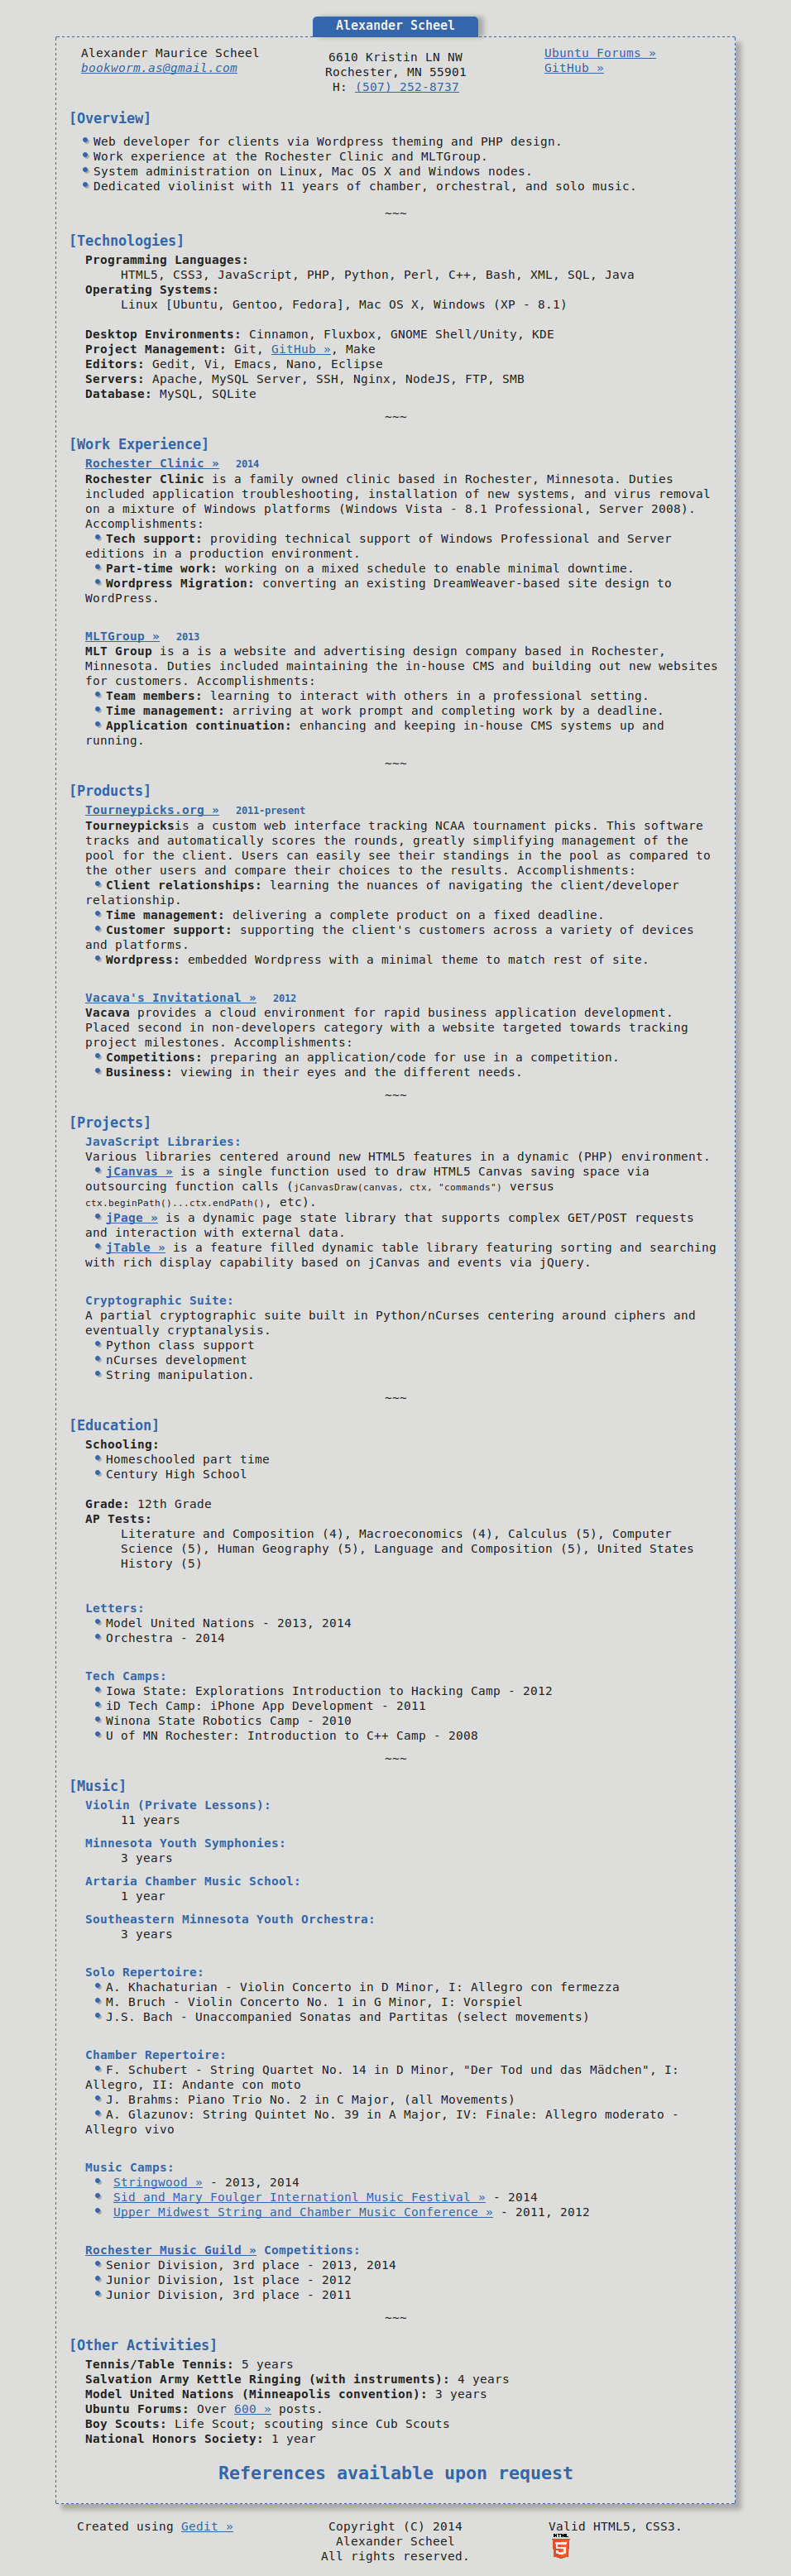 Alexander Scheel
Alexander Maurice Scheel
bookworm.as@gmail.com
6610 Kristin LN NW
Rochester, MN 55901
H: (507) 252-8737
Ubuntu Forums »
GitHub »
[Overview]
Web developer for clients via Wordpress theming and PHP design.
Work experience at the Rochester Clinic and MLTGroup.
System administration on Linux, Mac OS X and Windows nodes.
Dedicated violinist with 11 years of chamber, orchestral, and solo music.
~~~
[Technologies]
Programming Languages:
HTML5, CSS3, JavaScript, PHP, Python, Perl, C++, Bash, XML, SQL, Java
Operating Systems:
Linux [Ubuntu, Gentoo, Fedora], Mac OS X, Windows (XP - 8.1)
Desktop Environments: Cinnamon, Fluxbox, GNOME Shell/Unity, KDE
Project Management: Git, GitHub », Make
Editors: Gedit, Vi, Emacs, Nano, Eclipse
Servers: Apache, MySQL Server, SSH, Nginx, NodeJS, FTP, SMB
Database: MySQL, SQLite
~~~
[Work Experience]
Rochester Clinic » 2014
Rochester Clinic is a family owned clinic based in Rochester, Minnesota. Duties
included application troubleshooting, installation of new systems, and virus removal
on a mixture of Windows platforms (Windows Vista - 8.1 Professional, Server 2008).
Accomplishments:
Tech support: providing technical support of Windows Professional and Server
editions in a production environment.
Part-time work: working on a mixed schedule to enable minimal downtime.
Wordpress Migration: converting an existing DreamWeaver-based site design to
WordPress.
MLTGroup » 2013
MLT Group is a is a website and advertising design company based in Rochester,
Minnesota. Duties included maintaining the in-house CMS and building out new websites
for customers. Accomplishments:
Team members: learning to interact with others in a professional setting.
Time management: arriving at work prompt and completing work by a deadline.
Application continuation: enhancing and keeping in-house CMS systems up and
running.
~~~
[Products]
Tourneypicks.org » 2011-present
Tourneypicksis a custom web interface tracking NCAA tournament picks. This software
tracks and automatically scores the rounds, greatly simplifying management of the
pool for the client. Users can easily see their standings in the pool as compared to
the other users and compare their choices to the results. Accomplishments:
Client relationships: learning the nuances of navigating the client/developer
relationship.
Time management: delivering a complete product on a fixed deadline.
Customer support: supporting the client's customers across a variety of devices
and platforms.
Wordpress: embedded Wordpress with a minimal theme to match rest of site.
Vacava's Invitational » 2012
Vacava provides a cloud environment for rapid business application development.
Placed second in non-developers category with a website targeted towards tracking
project milestones. Accomplishments:
Competitions: preparing an application/code for use in a competition.
Business: viewing in their eyes and the different needs.
~~~
[Projects]
JavaScript Libraries:
Various libraries centered around new HTML5 features in a dynamic (PHP) environment.
jCanvas » is a single function used to draw HTML5 Canvas saving space via
outsourcing function calls (jCanvasDraw(canvas, ctx, "commands") versus
ctx.beginPath()...ctx.endPath(), etc).
jPage » is a dynamic page state library that supports complex GET/POST requests
and interaction with external data.
jTable » is a feature filled dynamic table library featuring sorting and searching
with rich display capability based on jCanvas and events via jQuery.
Cryptographic Suite:
A partial cryptographic suite built in Python/nCurses centering around ciphers and
eventually cryptanalysis.
Python class support
nCurses development
String manipulation.
~~~
[Education]
Schooling:
Homeschooled part time
Century High School
Grade: 12th Grade
AP Tests:
Literature and Composition (4), Macroeconomics (4), Calculus (5), Computer
Science (5), Human Geography (5), Language and Composition (5), United States
History (5)
Letters:
Model United Nations - 2013, 2014
Orchestra - 2014
Tech Camps:
Iowa State: Explorations Introduction to Hacking Camp - 2012
iD Tech Camp: iPhone App Development - 2011
Winona State Robotics Camp - 2010
U of MN Rochester: Introduction to C++ Camp - 2008
~~~
[Music]
Violin (Private Lessons):
11 years
Minnesota Youth Symphonies:
3 years
Artaria Chamber Music School:
1 year
Southeastern Minnesota Youth Orchestra:
3 years
Solo Repertoire:
A. Khachaturian - Violin Concerto in D Minor, I: Allegro con fermezza
M. Bruch - Violin Concerto No. 1 in G Minor, I: Vorspiel
J.S. Bach - Unaccompanied Sonatas and Partitas (select movements)
Chamber Repertoire:
F. Schubert - String Quartet No. 14 in D Minor, "Der Tod und das Mädchen", I:
Allegro, II: Andante con moto
J. Brahms: Piano Trio No. 2 in C Major, (all Movements)
A. Glazunov: String Quintet No. 39 in A Major, IV: Finale: Allegro moderato -
Allegro vivo
Music Camps:
Stringwood » - 2013, 2014
Sid and Mary Foulger Internationl Music Festival » - 2014
Upper Midwest String and Chamber Music Conference » - 2011, 2012
Rochester Music Guild » Competitions:
Senior Division, 3rd place - 2013, 2014
Junior Division, 1st place - 2012
Junior Division, 3rd place - 2011
~~~
[Other Activities]
Tennis/Table Tennis: 5 years
Salvation Army Kettle Ringing (with instruments): 4 years
Model United Nations (Minneapolis convention): 3 years
Ubuntu Forums: Over 600 » posts.
Boy Scouts: Life Scout; scouting since Cub Scouts
National Honors Society: 1 year
References available upon request
Created using Gedit »
Copyright (C) 2014
Alexander Scheel
All rights reserved.
Valid HTML5, CSS3.
HTML
5